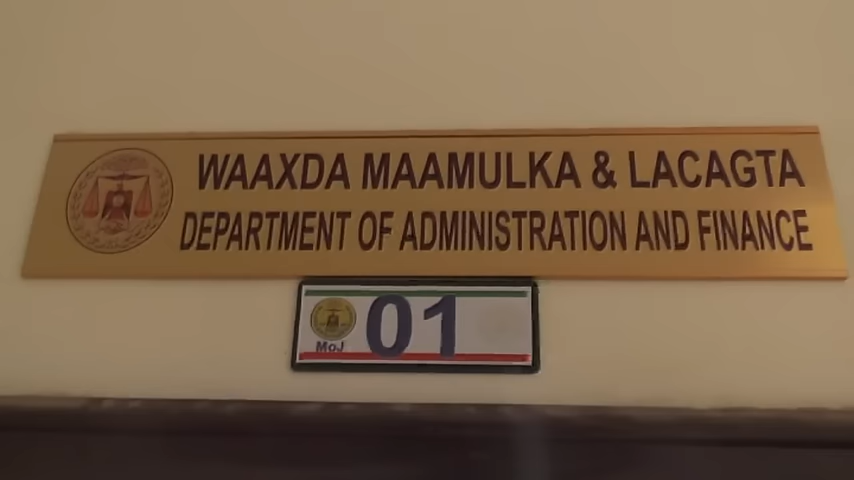 WAAXDA MAAMULKA & LACAGTA
DEPARTMENT OF ADMINISTRATION AND FINANCE
01
MoJ